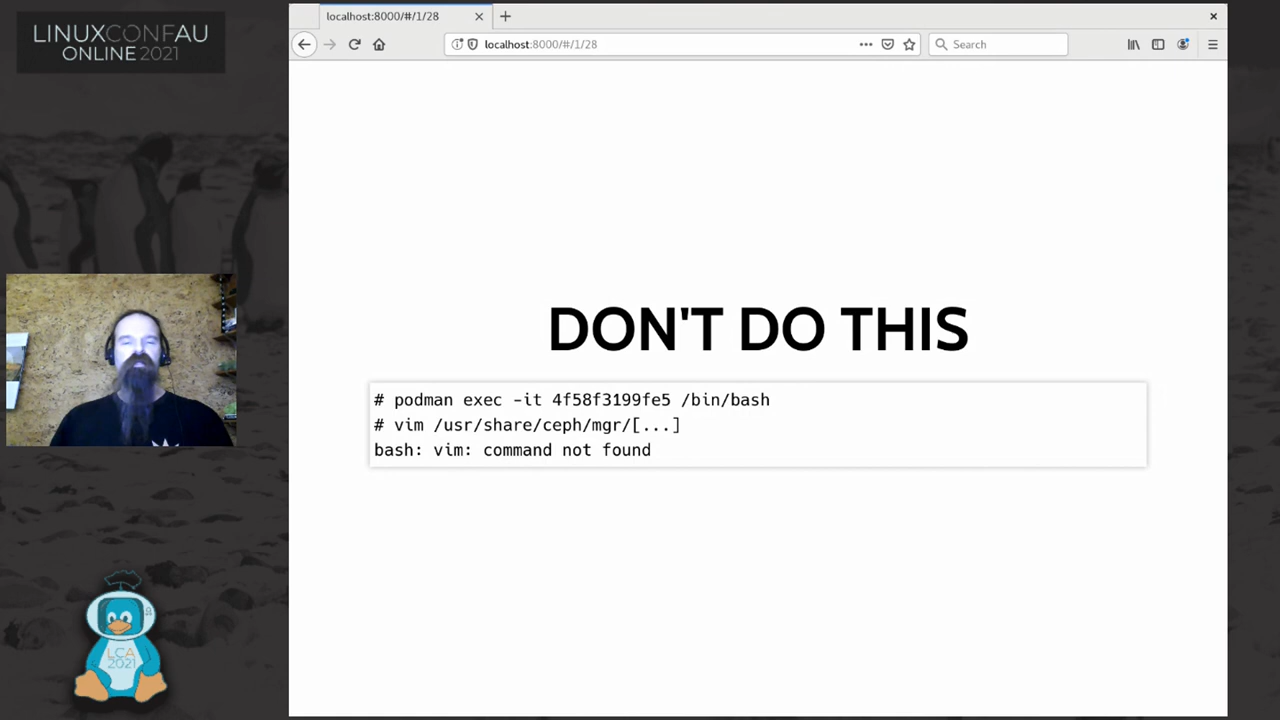 LINUXCONFAU
ONLINE 2021
localhost:8000/#/1/28
localhost:8000/#/1/28
Search
DON'T DO THIS
# podman exec -it 4f58f3199fe5 /bin/bash
# vim /usr/share/ceph/mgr/[...]
bash: vim: command not found
LCA
2021